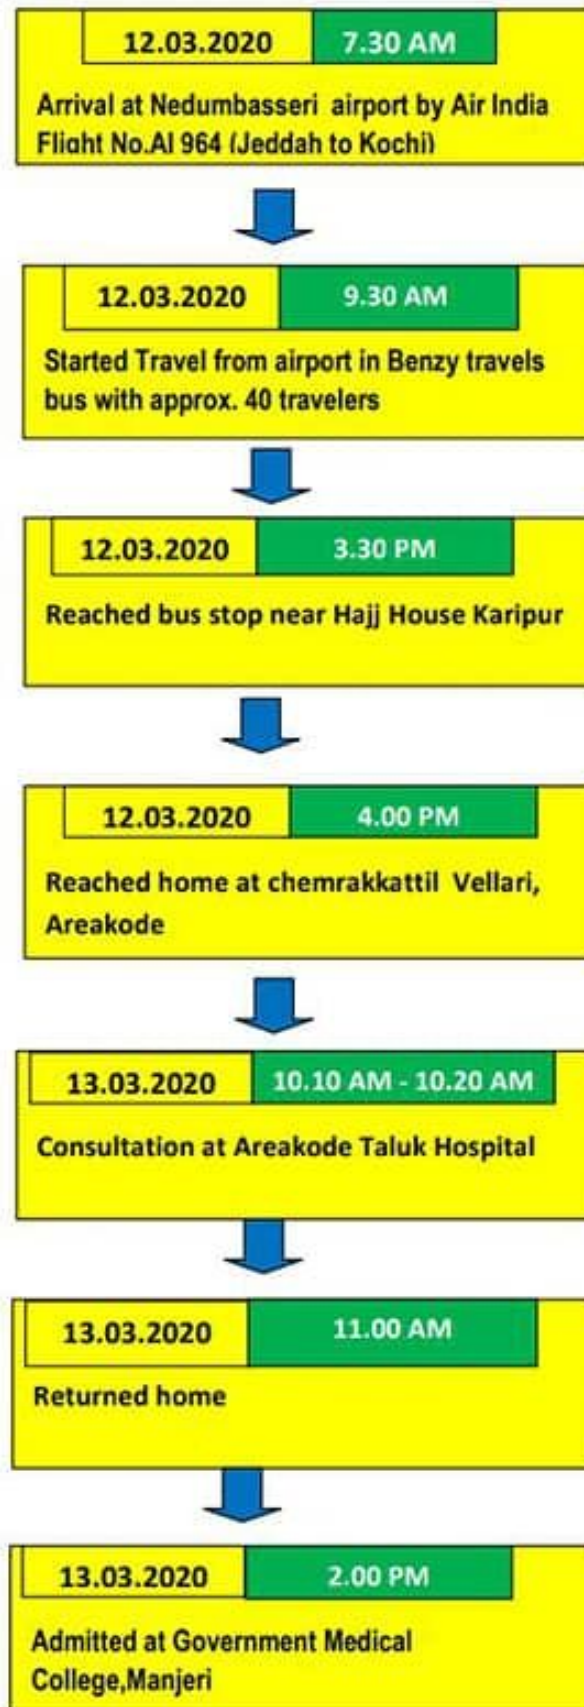 12.03.2020 7.30 AM
Arrival at Nedumbasseri airport by Air India
Flight No.AI 964 (Jeddah to Kochi)
12.03.2020 9.30 AM
Started Travel from airport in Benzy travels
bus with approx. 40 travelers
12.03.2020 3.30 PM
Reached bus stop near Hajj House Karipur
12.03.2020 4.00 PM
Reached home at chemrakkattil Vellari,
Areakode
13.03.2020 10.10 AM - 10.20 AM
Consultation at Areakode Taluk Hospital
13.03.2020 11.00 AM
Returned home
13.03.2020 2.00 PM
Admitted at Government Medical
College,Manjeri